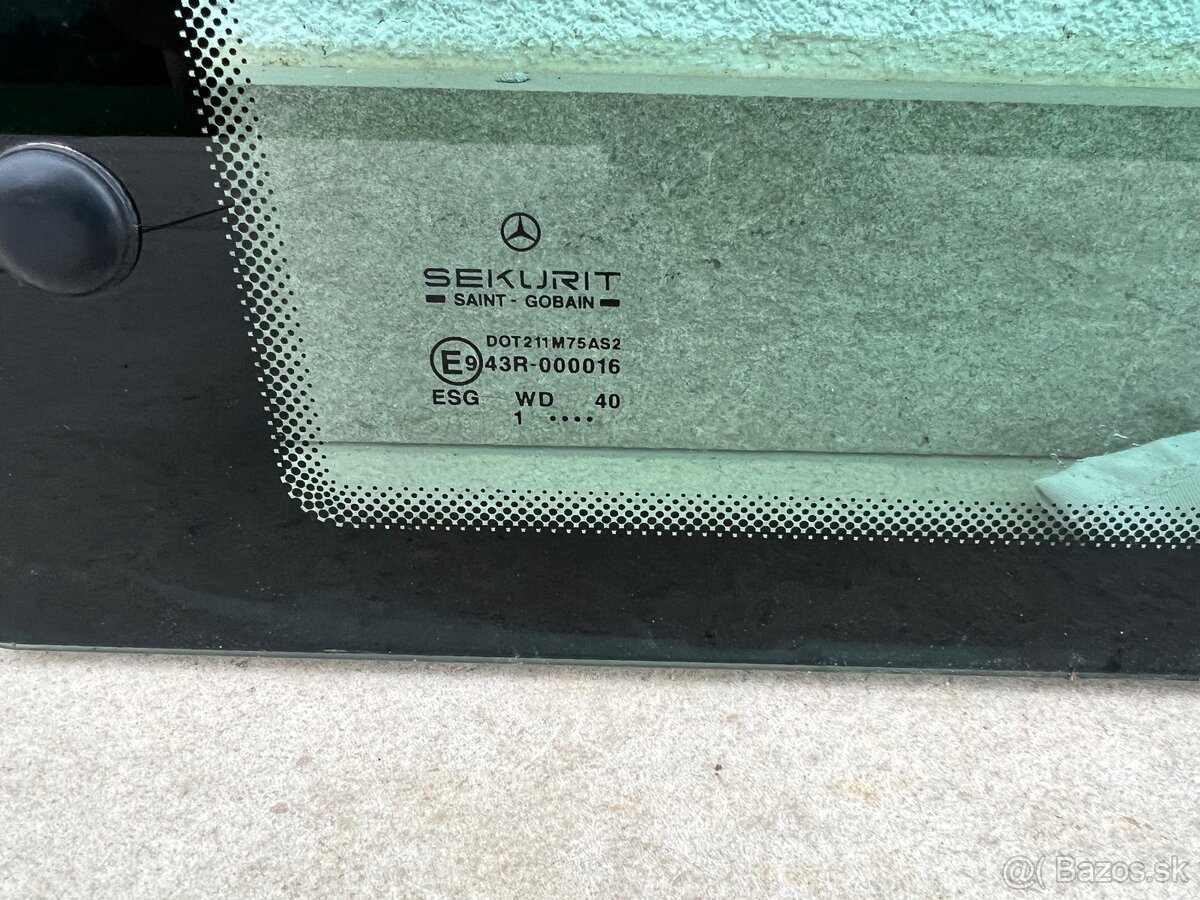 SEKURIT
SAINT - GOBAIN
DOT211M75AS2
E9 43R-000016
ESG WD 40
1 ....
@( Bazos.sk